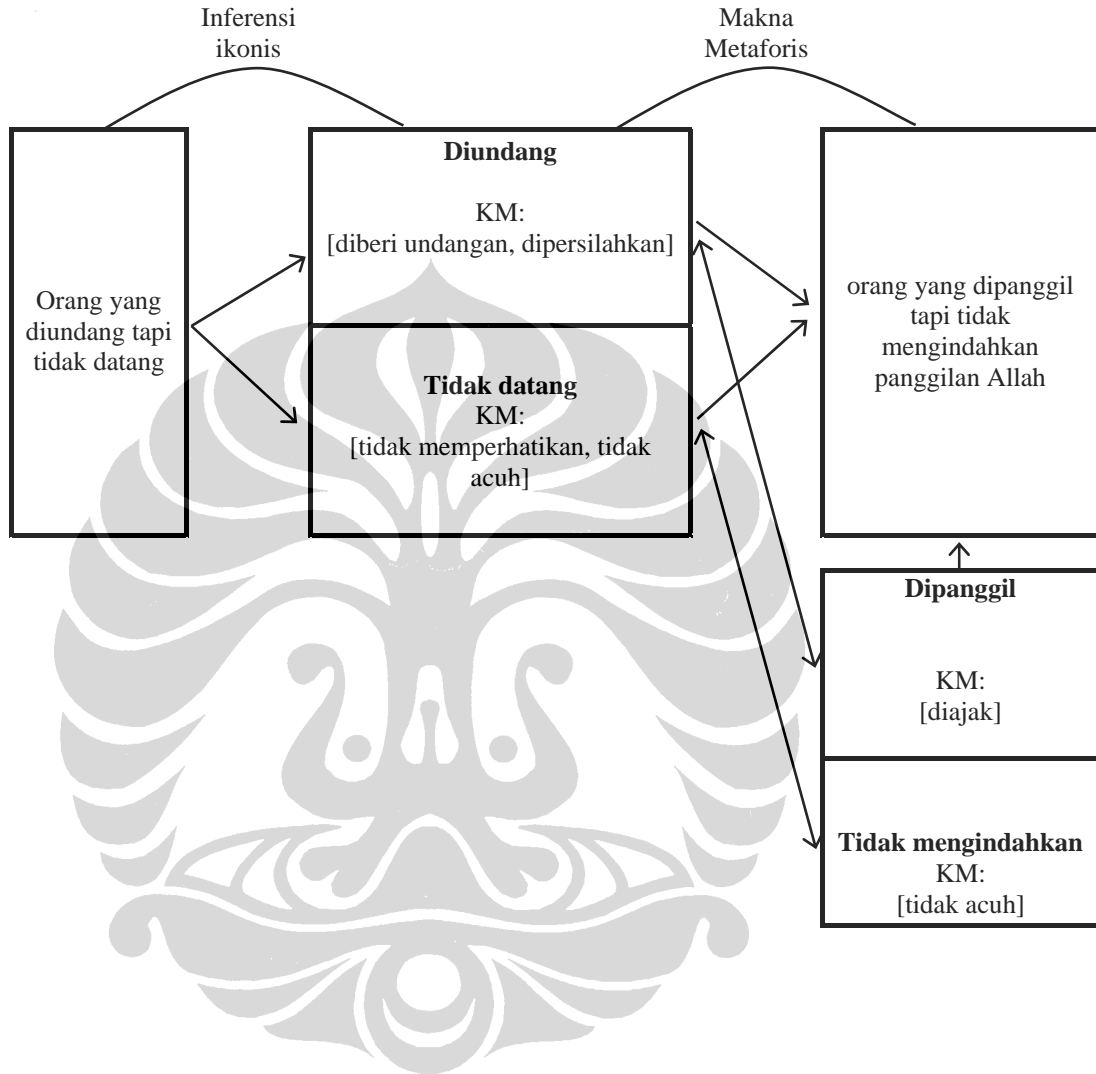 Inferensi
ikonis
Makna
Metaforis
Orang yang
diundang tapi
tidak datang
Diundang
KM:
[diberi undangan, dipersilahkan]
Tidak datang
KM:
[tidak memperhatikan, tidak
acuh]
orang yang dipanggil
tapi tidak
mengindahkan
panggilan Allah
Dipanggil
KM:
[diajak]
Tidak mengindahkan
KM:
[tidak acuh]